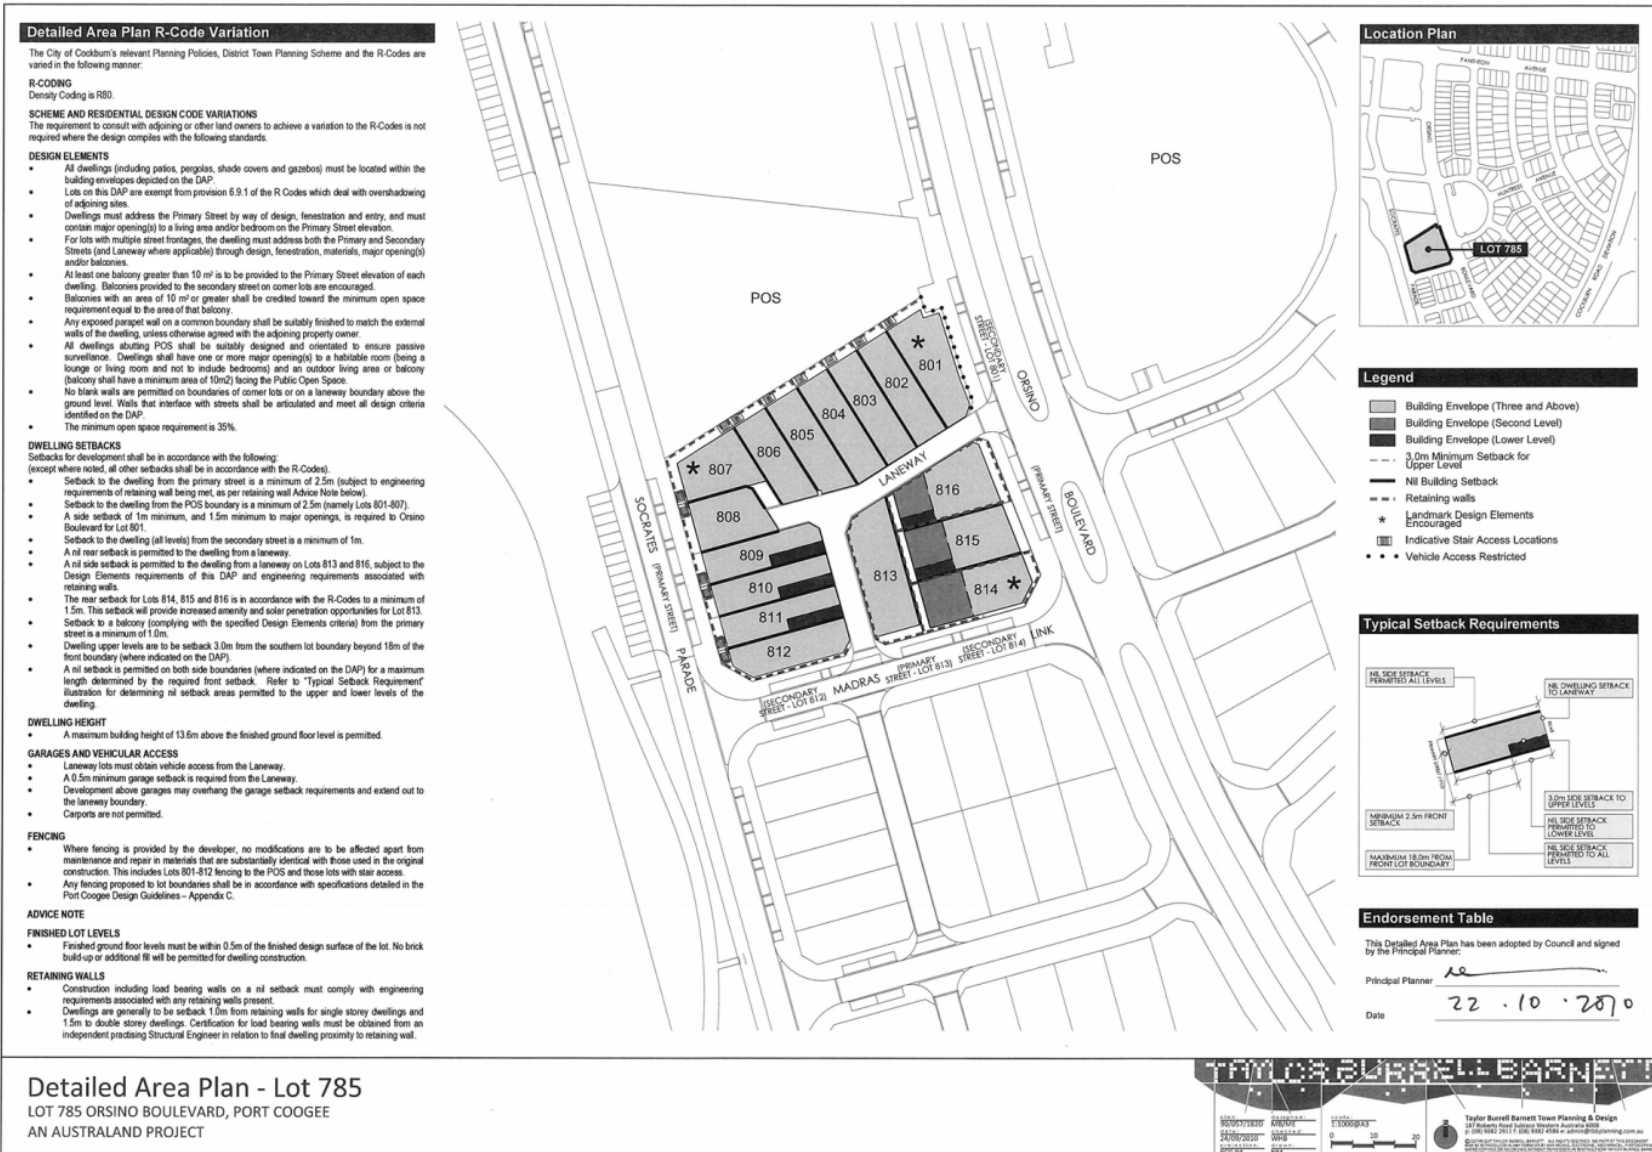 Detailed Area Plan R-Code Variation
The City of Cockburn's relevant Planning Policies, District Town Planning Scheme and the R-Codes are
varied in the following manner:
R-CODING
Density Coding is R80.
SCHEME AND RESIDENTIAL DESIGN CODE VARIATIONS
The requirement to consult with adjoining or other land owners to achieve a variation to the R-Codes is not
required where the design complies with the following standards.
DESIGN ELEMENTS
• All dwellings (including patios, pergolas, shade covers and gazebos) must be located within the
building envelopes depicted on the DAP.
• Lots on this DAP are exempt from provision 6.9.1 of the R Codes which deal with overshadowing
of adjoining sites.
• Dwellings must address the Primary Street by way of design, fenestration and entry, and must
contain major opening(s) to a living area and/or bedroom on the Primary Street elevation.
• For lots with multiple street frontages, the dwelling must address both the Primary and Secondary
Streets (and Laneway where applicable) through design, fenestration, materials, major opening(s)
and/or balconies.
• At least one balcony greater than 10 m² is to be provided to the Primary Street elevation of each
dwelling. Balconies provided to the secondary street on corner lots are encouraged.
• Balconies with an area of 10 m² or greater shall be credited toward the minimum open space
requirement equal to the area of that balcony.
• Any exposed parapet wall on a common boundary shall be suitably finished to match the external
walls of the dwelling, unless otherwise agreed with the adjoining property owner.
• All dwellings abutting POS shall be suitably designed and orientated to ensure passive
surveillance. Dwellings shall have one or more major opening(s) to a habitable room (being a
lounge or living room and not to include bedrooms) and an outdoor living area or balcony
(balcony shall have a minimum area of 10m2) facing the Public Open Space.
• No blank walls are permitted on boundaries of corner lots or on a laneway boundary above the
ground level. Walls that interface with streets shall be articulated and meet all design criteria
identified on the DAP.
• The minimum open space requirement is 35%.
DWELLING SETBACKS
Setbacks for development shall be in accordance with the following:
(except where noted, all other setbacks shall be in accordance with the R-Codes).
• Setback to the dwelling from the primary street is a minimum of 2.5m (subject to engineering
requirements of retaining wall being met, as per retaining wall Advice Note below).
• Setback to the dwelling from the POS boundary is a minimum of 2.5m (namely Lots 801-807).
• A side setback of 1m minimum, and 1.5m minimum to major openings, is required to Orsino
Boulevard for Lot 801.
• Setback to the dwelling (all levels) from the secondary street is a minimum of 1m.
• A nil rear setback is permitted to the dwelling from a laneway.
• A nil side setback is permitted to the dwelling from a laneway on Lots 813 and 816, subject to the
Design Elements requirements of this DAP and engineering requirements associated with
retaining walls.
• The rear setback for Lots 814, 815 and 816 is in accordance with the R-Codes to a minimum of
1.5m. This setback will provide increased amenity and solar penetration opportunities for Lot 813.
• Setback to a balcony (complying with the specified Design Elements criteria) from the primary
street is a minimum of 1.0m.
• Dwelling upper levels are to be setback 3.0m from the southern lot boundary beyond 18m of the
front boundary (where indicated on the DAP).
• A nil setback is permitted on both side boundaries (where indicated on the DAP) for a maximum
length determined by the required front setback. Refer to "Typical Setback Requirement"
illustration for determining nil setback areas permitted to the upper and lower levels of the
dwelling.
DWELLING HEIGHT
• A maximum building height of 13.6m above the finished ground floor level is permitted.
GARAGES AND VEHICULAR ACCESS
• Laneway lots must obtain vehicle access from the Laneway.
• A 0.5m minimum garage setback is required from the Laneway.
• Development above garages may overhang the garage setback requirements and extend out to
the laneway boundary.
• Carports are not permitted.
FENCING
• Where fencing is provided by the developer, no modifications are to be affected apart from
maintenance and repair in materials that are substantially identical with those used in the original
construction. This includes Lots 801-812 fencing to the POS and those lots with stair access.
• Any fencing proposed to lot boundaries shall be in accordance with specifications detailed in the
Port Coogee Design Guidelines – Appendix C.
ADVICE NOTE
FINISHED LOT LEVELS
• Finished ground floor levels must be within 0.5m of the finished design surface of the lot. No brick
build-up or additional fill will be permitted for dwelling construction.
RETAINING WALLS
• Construction including load bearing walls on a nil setback must comply with engineering
requirements associated with any retaining walls present.
• Dwellings are generally to be setback 1.0m from retaining walls for single storey dwellings and
1.5m to double storey dwellings. Certification for load bearing walls must be obtained from an
independent practising Structural Engineer in relation to final dwelling proximity to retaining wall.
POS
POS
801
802
803
804
805
806
807
808
809
810
811
812
813
814
815
816
LANEWAY
(SECONDARY
STREET - LOT 801)
ORSINO
BOULEVARD
(PRIMARY STREET)
SOCRATES
(PRIMARY STREET)
PARADE
(SECONDARY
STREET - LOT 812)
MADRAS
(PRIMARY
STREET - LOT 813)
(SECONDARY
STREET - LOT 814)
LINK
Location Plan
PANTHEON
AVENUE
ORSINO
HUNTRESS
AVENUE
SOCRATES
PARADE
BOULEVARD
LOT 785
COCKBURN
ROAD
Legend
Building Envelope (Three and Above)
Building Envelope (Second Level)
Building Envelope (Lower Level)
3.0m Minimum Setback for
Upper Level
Nil Building Setback
Retaining walls
Landmark Design Elements
Encouraged
Indicative Stair Access Locations
Vehicle Access Restricted
Typical Setback Requirements
NIL SIDE SETBACK
PERMITTED ALL LEVELS
NIL DWELLING SETBACK
TO LANEWAY
3.0m SIDE SETBACK TO
UPPER LEVELS
MINIMUM 2.5m FRONT
SETBACK
NIL SIDE SETBACK
PERMITTED TO
LOWER LEVEL
NIL SIDE SETBACK
PERMITTED TO ALL
LEVELS
MAXIMUM 18.0m FROM
FRONT LOT BOUNDARY
Endorsement Table
This Detailed Area Plan has been adopted by Council and signed
by the Principal Planner:
Principal Planner
Date
22 . 10 . 2010
Detailed Area Plan - Lot 785
LOT 785 ORSINO BOULEVARD, PORT COOGEE
AN AUSTRALAND PROJECT
TAYLOR BURRELL BARNETT
24/09/2010
WHB
1:1000@A3
0 10 20
Taylor Burrell Barnett Town Planning & Design
187 Roberts Road Subiaco Western Australia 6008